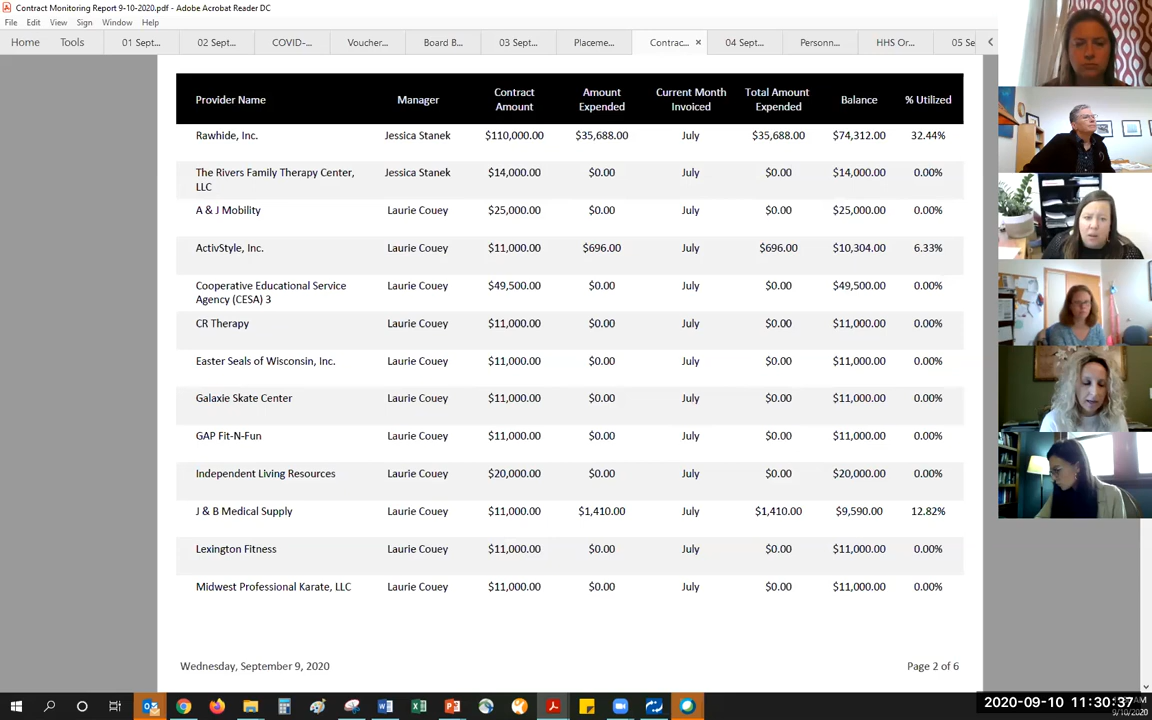 Contract Monitoring Report 9-10-2020.pdf - Adobe Acrobat Reader DC
File Edit View Sign Window Help
Home Tools 01 Sept... 02 Sept... COVID-... Voucher... Board B... 03 Sept... Placeme... Contrac... × 04 Sept... Personn... HHS Or... 05 Se
Provider Name Manager Contract Amount Amount Expended Current Month Invoiced Total Amount Expended Balance % Utilized
Rawhide, Inc. Jessica Stanek $110,000.00 $35,688.00 July $35,688.00 $74,312.00 32.44%
The Rivers Family Therapy Center, Jessica Stanek $14,000.00 $0.00 July $0.00 $14,000.00 0.00%
LLC
A & J Mobility Laurie Couey $25,000.00 $0.00 July $0.00 $25,000.00 0.00%
ActivStyle, Inc. Laurie Couey $11,000.00 $696.00 July $696.00 $10,304.00 6.33%
Cooperative Educational Service Laurie Couey $49,500.00 $0.00 July $0.00 $49,500.00 0.00%
Agency (CESA) 3
CR Therapy Laurie Couey $11,000.00 $0.00 July $0.00 $11,000.00 0.00%
Easter Seals of Wisconsin, Inc. Laurie Couey $11,000.00 $0.00 July $0.00 $11,000.00 0.00%
Galaxie Skate Center Laurie Couey $11,000.00 $0.00 July $0.00 $11,000.00 0.00%
GAP Fit-N-Fun Laurie Couey $11,000.00 $0.00 July $0.00 $11,000.00 0.00%
Independent Living Resources Laurie Couey $20,000.00 $0.00 July $0.00 $20,000.00 0.00%
J & B Medical Supply Laurie Couey $11,000.00 $1,410.00 July $1,410.00 $9,590.00 12.82%
Lexington Fitness Laurie Couey $11,000.00 $0.00 July $0.00 $11,000.00 0.00%
Midwest Professional Karate, LLC Laurie Couey $11,000.00 $0.00 July $0.00 $11,000.00 0.00%
Wednesday, September 9, 2020 Page 2 of 6
2020-09-10 11:30:37
9/10/2020